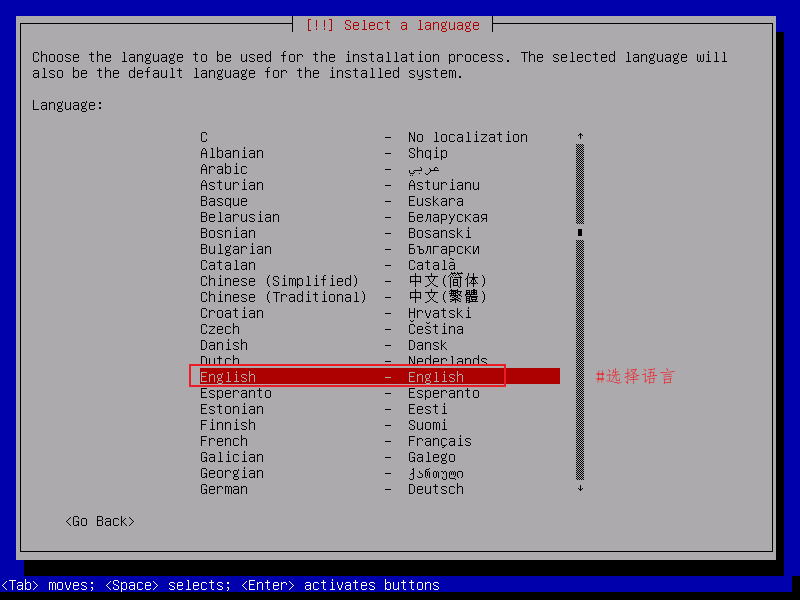 [!!] Select a language
Choose the language to be used for the installation process. The selected language will
also be the default language for the installed system.
Language:
C - No localization
Albanian - Shqip
Arabic - عربي
Asturian - Asturianu
Basque - Euskara
Belarusian - Беларуская
Bosnian - Bosanski
Bulgarian - Български
Catalan - Català
Chinese (Simplified) - 中文(简体)
Chinese (Traditional) - 中文(繁體)
Croatian - Hrvatski
Czech - Čeština
Danish - Dansk
Dutch - Nederlands
English - English #选择语言
Esperanto - Esperanto
Estonian - Eesti
Finnish - Suomi
French - Français
Galician - Galego
Georgian - ქართული
German - Deutsch
<Go Back>
<Tab> moves; <Space> selects; <Enter> activates buttons